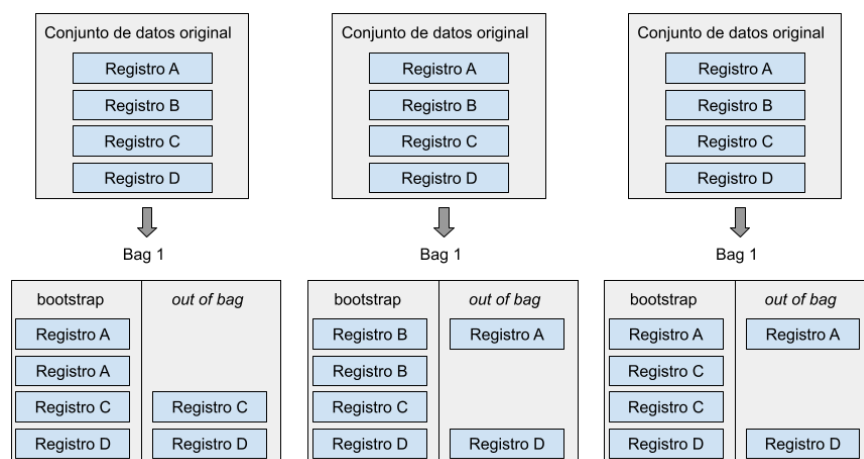 Conjunto de datos original
Registro A
Registro B
Registro C
Registro D
Bag 1
bootstrap
out of bag
Registro A
Registro A
Registro C
Registro C
Registro D
Registro D
Conjunto de datos original
Registro A
Registro B
Registro C
Registro D
Bag 1
bootstrap
out of bag
Registro B
Registro A
Registro B
Registro C
Registro D
Registro D
Conjunto de datos original
Registro A
Registro B
Registro C
Registro D
Bag 1
bootstrap
out of bag
Registro A
Registro A
Registro C
Registro C
Registro D
Registro D